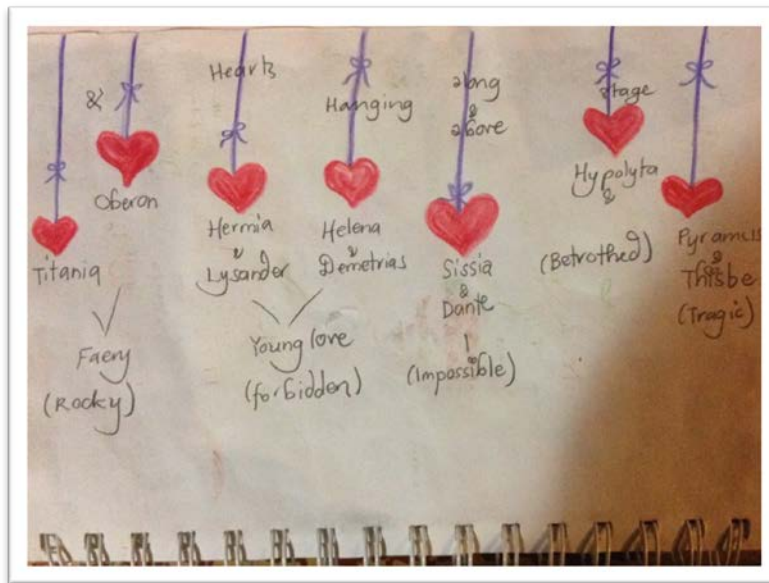 Hearts
Hanging
along
&
above
stage
&
Titania
Oberon
Faery
(Rocky)
Hermia
&
Lysander
Helena
&
Demetrias
Young love
(forbidden)
Sissia
&
Dante
(Impossible)
Hypolyta
&
(Betrothed)
Pyramus
&
Thisbe
(Tragic)